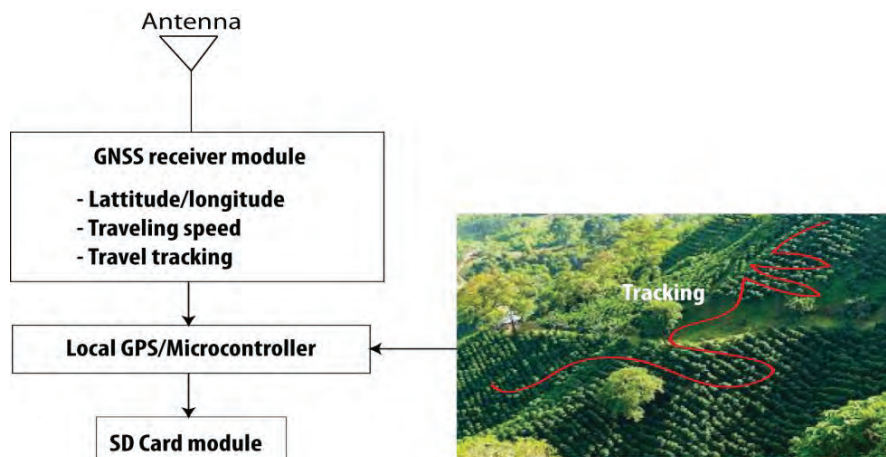 Antenna
GNSS receiver module
- Lattitude/longitude
- Traveling speed
- Travel tracking
Tracking
Local GPS/Microcontroller
SD Card module